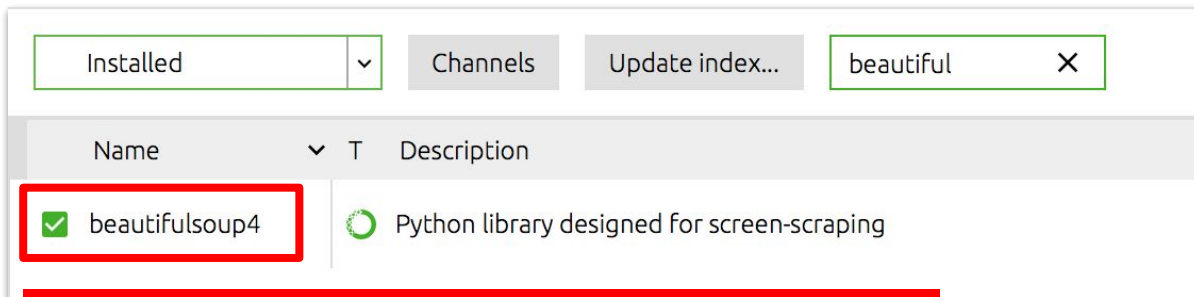 Installed Channels Update index... beautiful
Name T Description
beautifulsoup4 Python library designed for screen-scraping